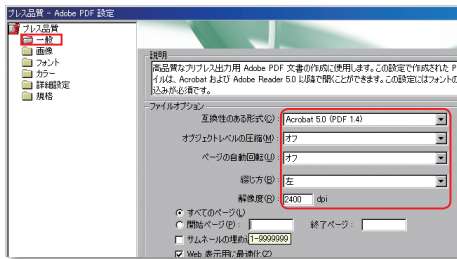 プレス品質 - Adobe PDF 設定
プレス品質
一般
画像
フォント
カラー
詳細設定
規格
説明
高品質なプリプレス出力用 Adobe PDF 文書の作成に使用します。この設定で作成された P
イルは、Acrobat および Adobe Reader 5.0 以降で開くことができます。この設定にはフォントの
込みが必須です。
ファイルオプション
互換性のある形式(C): Acrobat 5.0 (PDF 1.4)
オブジェクトレベルの圧縮(M): オフ
ページの自動回転(U): オフ
綴じ方(B): 左
解像度(R): 2400 dpi
すべてのページ(L)
開始ページ(P): 終了ページ:
サムネールの埋め 1-9999999
Web 表示用に最適化(Z)